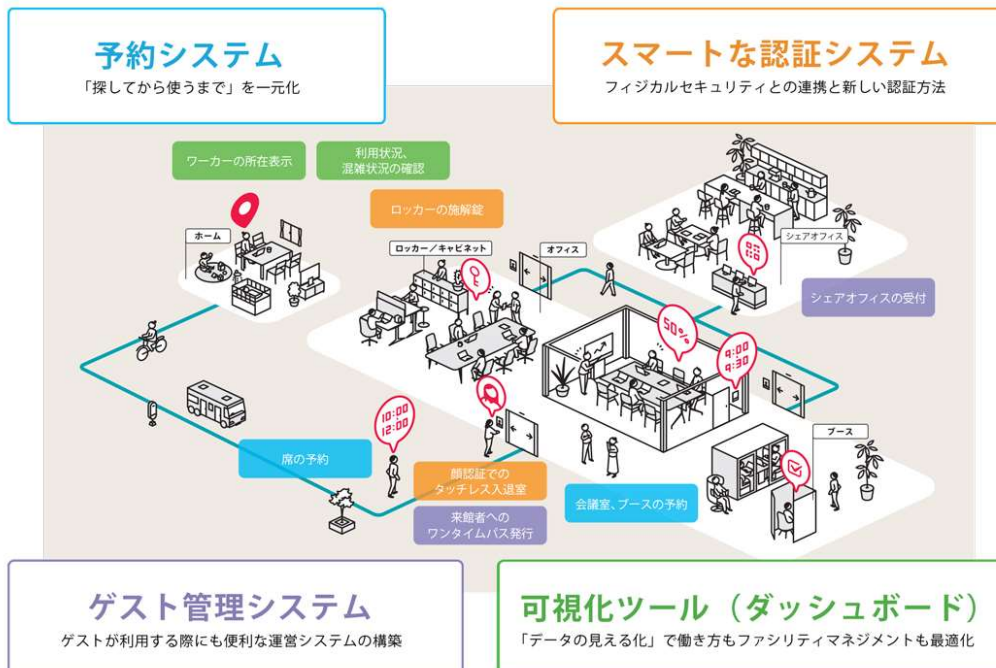 予約システム
「探してから使うまで」を一元化
スマートな認証システム
フィジカルセキュリティとの連携と新しい認証方法
ワーカーの所在表示
利用状況、
混雑状況の確認
ロッカーの施解錠
ホーム
ロッカー／キャビネット
オフィス
シェアオフィス
シェアオフィスの受付
50%
9:00
9:30
10:00
12:00
ブース
席の予約
顔認証での
タッチレス入退室
来館者への
ワンタイムパス発行
会議室、ブースの予約
ゲスト管理システム
ゲストが利用する際にも便利な運営システムの構築
可視化ツール（ダッシュボード）
「データの見える化」で働き方もファシリティマネジメントも最適化